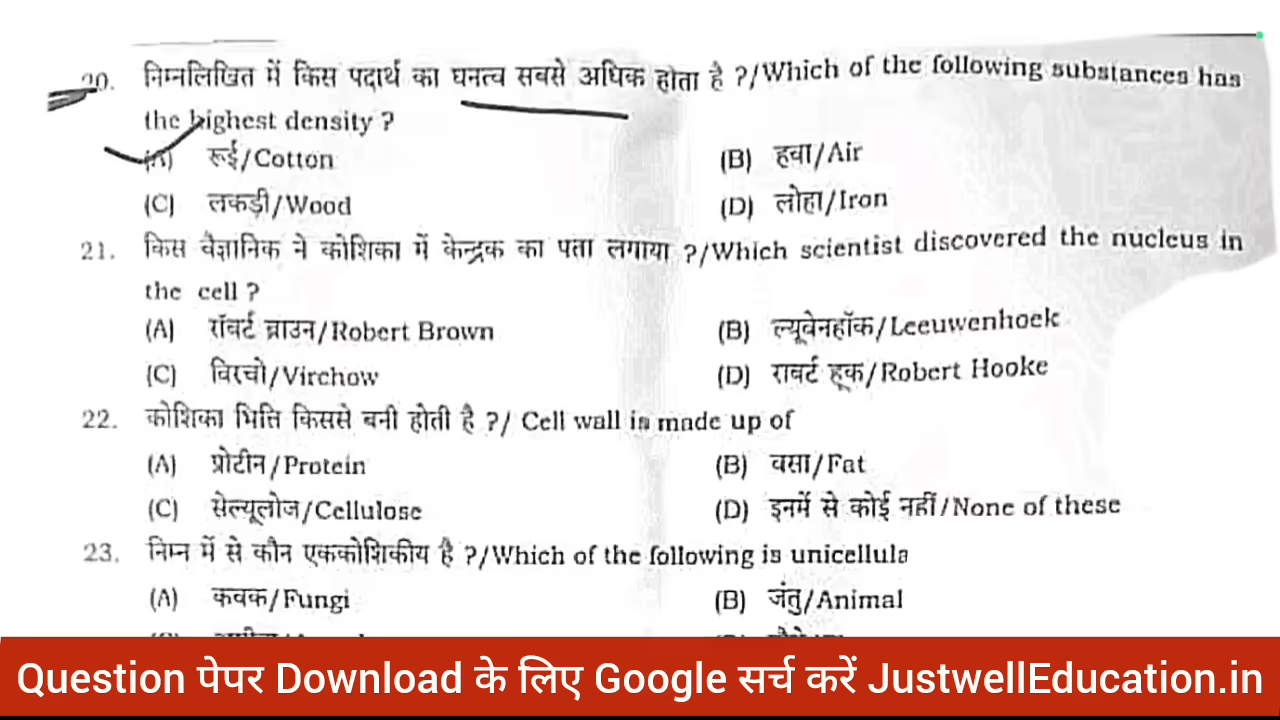 20. निम्नलिखित में किस पदार्थ का घनत्व सबसे अधिक होता है ?/Which of the following substances has
the highest density ?
(A) रूई/Cotton (B) हवा/Air
(C) लकड़ी/Wood (D) लोहा/Iron
21. किस वैज्ञानिक ने कोशिका में केन्द्रक का पता लगाया ?/Which scientist discovered the nucleus in
the cell ?
(A) रॉबर्ट ब्राउन/Robert Brown (B) ल्यूवेनहॉक/Leeuwenhoek
(C) विरचो/Virchow (D) राबर्ट हूक/Robert Hooke
22. कोशिका भित्ति किससे बनी होती है ?/ Cell wall is made up of
(A) प्रोटीन/Protein (B) वसा/Fat
(C) सेल्यूलोज/Cellulose (D) इनमें से कोई नहीं/None of these
23. निम्न में से कौन एककोशिकीय है ?/Which of the following is unicellula
(A) कवक/Fungi (B) जंतु/Animal
Question पेपर Download के लिए Google सर्च करें JustwellEducation.in